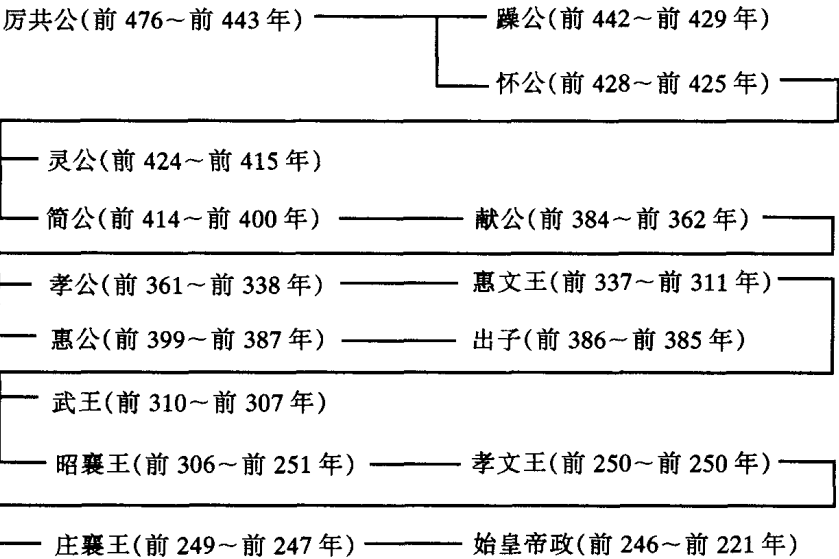 厉共公(前 476～前 443 年) 躁公(前 442～前 429 年)
怀公(前 428～前 425 年)
灵公(前 424～前 415 年)
简公(前 414～前 400 年) 献公(前 384～前 362 年)
孝公(前 361～前 338 年) 惠文王(前 337～前 311 年)
惠公(前 399～前 387 年) 出子(前 386～前 385 年)
武王(前 310～前 307 年)
昭襄王(前 306～前 251 年) 孝文王(前 250～前 250 年)
庄襄王(前 249～前 247 年) 始皇帝政(前 246～前 221 年)